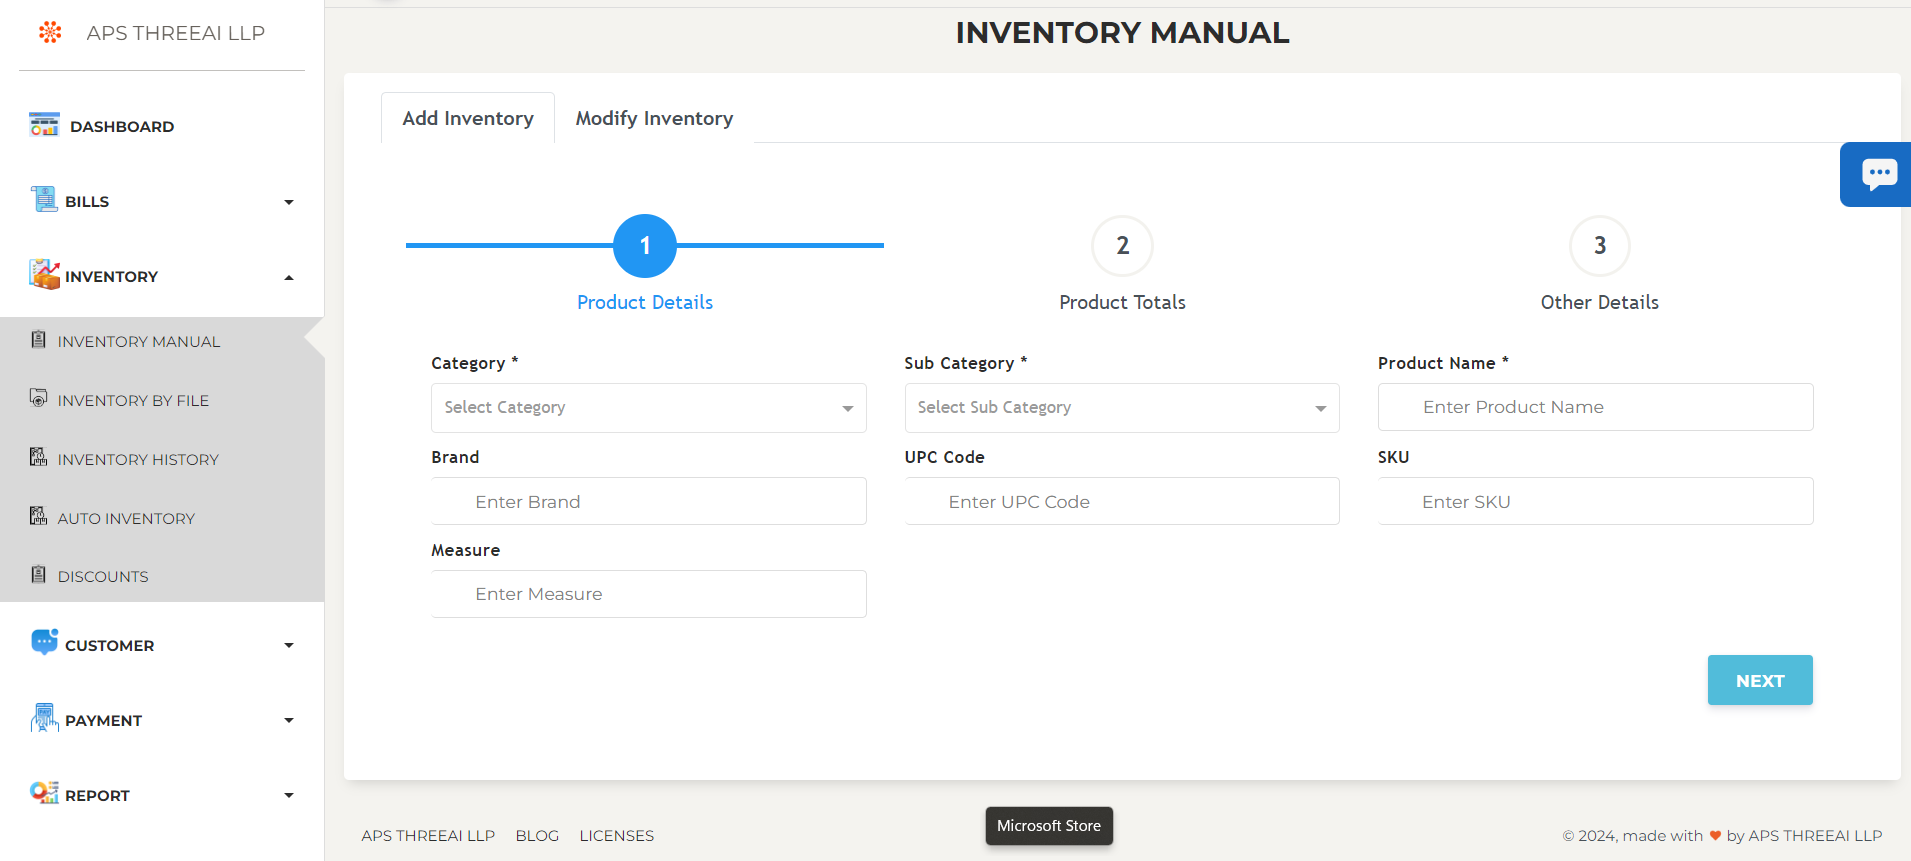 APS THREEAI LLP
DASHBOARD
BILLS
INVENTORY
INVENTORY MANUAL
INVENTORY BY FILE
INVENTORY HISTORY
AUTO INVENTORY
DISCOUNTS
CUSTOMER
PAYMENT
REPORT
INVENTORY MANUAL
Add Inventory Modify Inventory
1 2 3
Product Details Product Totals Other Details
Category * Sub Category * Product Name *
Select Category Select Sub Category Enter Product Name
Brand UPC Code SKU
Enter Brand Enter UPC Code Enter SKU
Measure
Enter Measure
NEXT
Microsoft Store
APS THREEAI LLP BLOG LICENSES © 2024, made with ♥ by APS THREEAI LLP